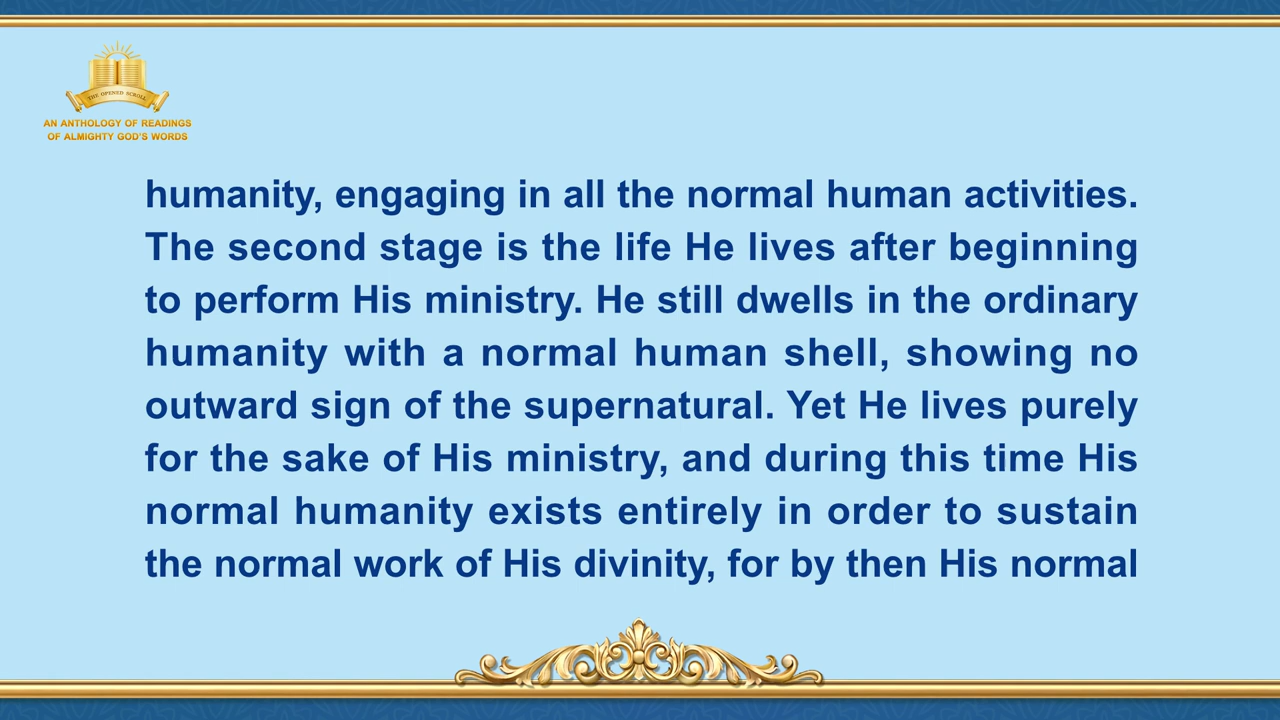 THE OPENED SCROLL
AN ANTHOLOGY OF READINGS
OF ALMIGHTY GOD'S WORDS
humanity, engaging in all the normal human activities.
The second stage is the life He lives after beginning
to perform His ministry. He still dwells in the ordinary
humanity with a normal human shell, showing no
outward sign of the supernatural. Yet He lives purely
for the sake of His ministry, and during this time His
normal humanity exists entirely in order to sustain
the normal work of His divinity, for by then His normal